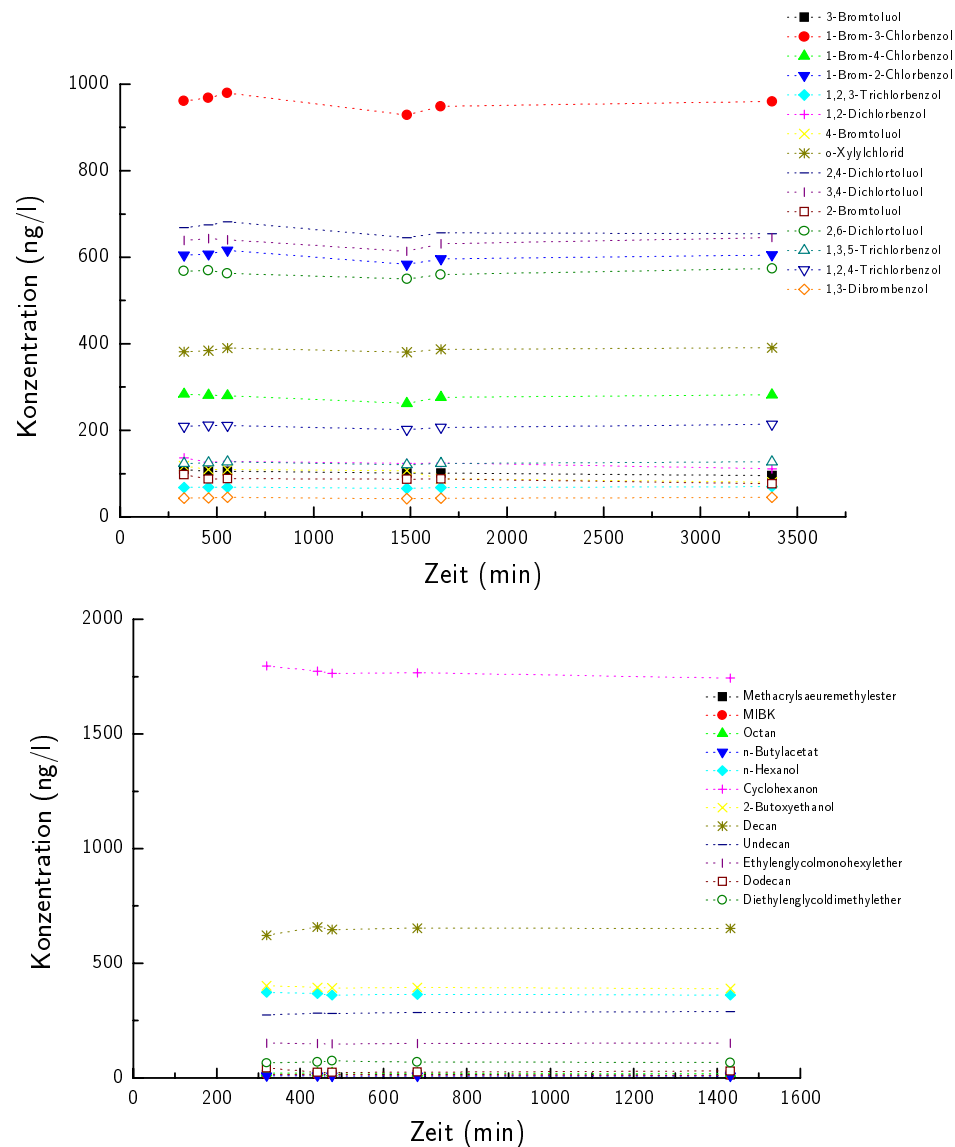 3-Bromtoluol
1-Brom-3-Chlorbenzol
1-Brom-4-Chlorbenzol
1-Brom-2-Chlorbenzol
1,2,3-Trichlorbenzol
1,2-Dichlorbenzol
4-Bromtoluol
o-Xylylchlorid
2,4-Dichlortoluol
3,4-Dichlortoluol
2-Bromtoluol
2,6-Dichlortoluol
1,3,5-Trichlorbenzol
1,2,4-Trichlorbenzol
1,3-Dibrombenzol
1000
800
600
400
200
0
Konzentration (ng/l)
0 500 1000 1500 2000 2500 3000 3500
Zeit (min)
2000
1500
1000
500
0
Konzentration (ng/l)
Methacrylsaeuremethylester
MIBK
Octan
n-Butylacetat
n-Hexanol
Cyclohexanon
2-Butoxyethanol
Decan
Undecan
Ethylenglycolmonohexylether
Dodecan
Diethylenglycoldimethylether
0 200 400 600 800 1000 1200 1400 1600
Zeit (min)